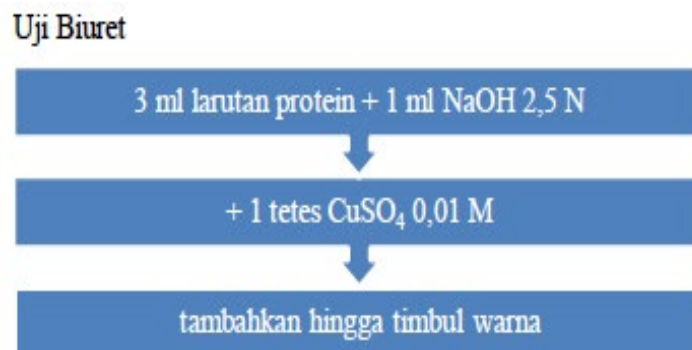 Uji Biuret
3 ml larutan protein + 1 ml NaOH 2,5 N
+ 1 tetes CuSO₄ 0,01 M
tambahkan hingga timbul warna